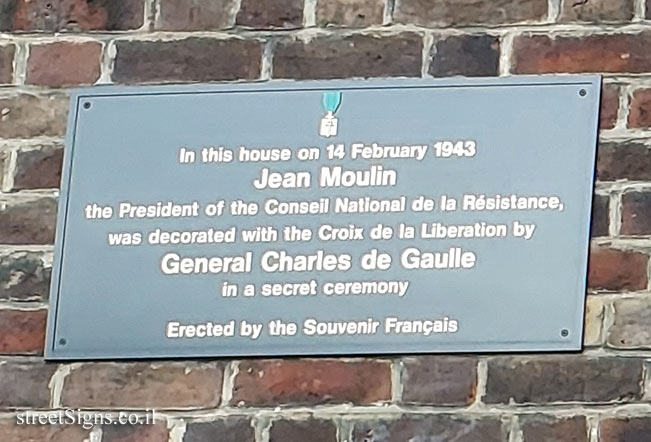 In this house on 14 February 1943
Jean Moulin
the President of the Conseil National de la Résistance,
was decorated with the Croix de la Liberation by
General Charles de Gaulle
in a secret ceremony
Erected by the Souvenir Français
streetSigns.co.il